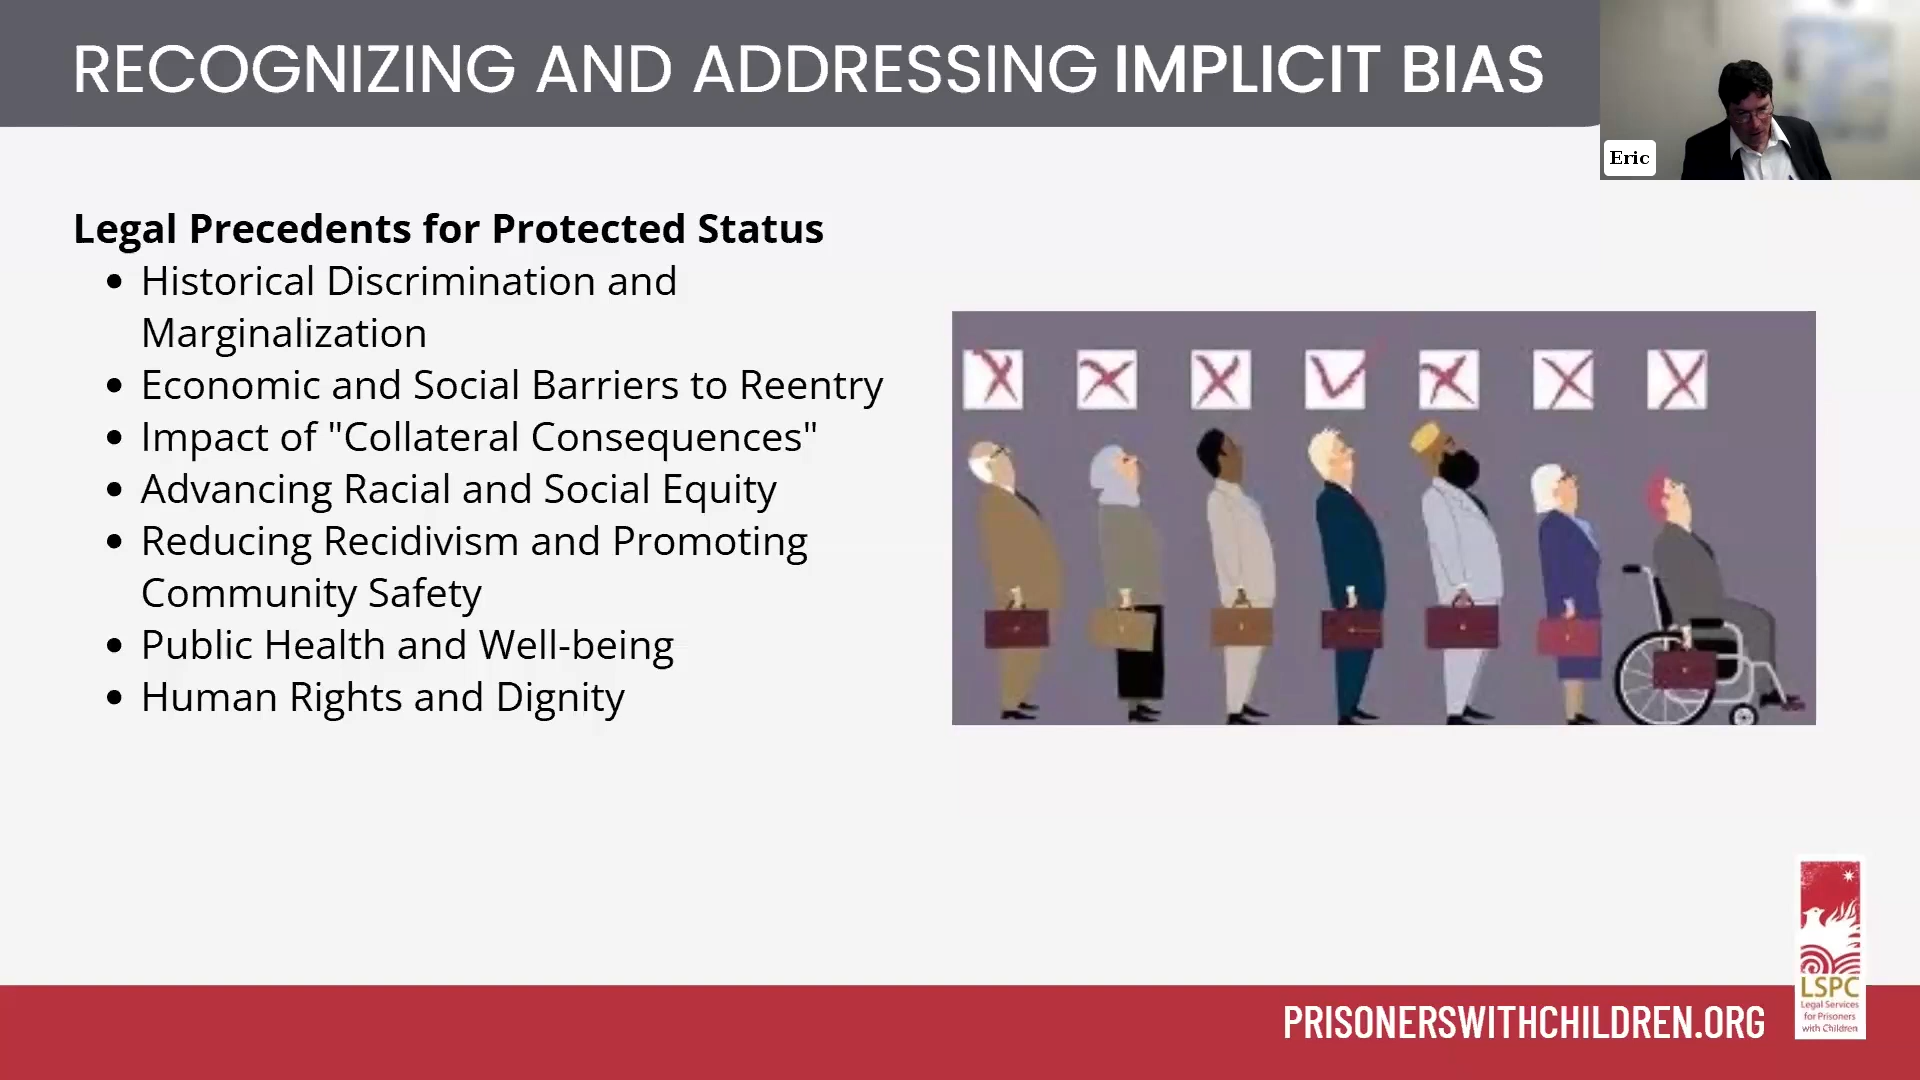 RECOGNIZING AND ADDRESSING IMPLICIT BIAS
Eric
Legal Precedents for Protected Status
• Historical Discrimination and
Marginalization
• Economic and Social Barriers to Reentry
• Impact of "Collateral Consequences"
• Advancing Racial and Social Equity
• Reducing Recidivism and Promoting
Community Safety
• Public Health and Well-being
• Human Rights and Dignity
PRISONERSWITHCHILDREN.ORG
LSPC
Legal Services
for Prisoners
with Children